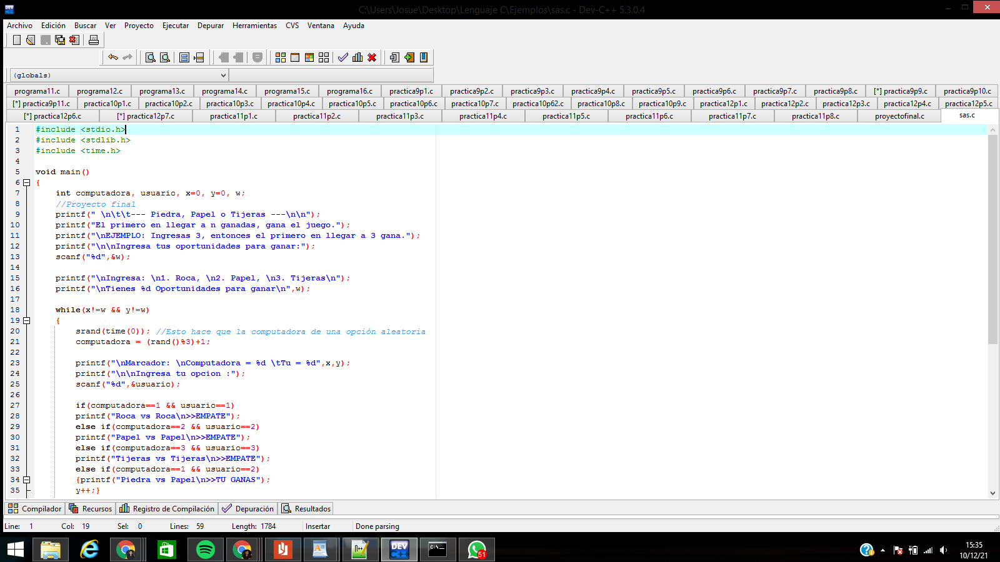 C:\Users\Josue\Desktop\Lenguaje C\Ejemplos\sas.c - Dev-C++ 5.3.0.4
Archivo Edición Buscar Ver Proyecto Ejecutar Depurar Herramientas CVS Ventana Ayuda
(globals)
programa11.c programa12.c programa13.c programa14.c programa15.c programa16.c practica9p1.c practica9p2.c practica9p3.c practica9p4.c practica9p5.c practica9p6.c practica9p7.c practica9p8.c [*] practica9p9.c practica9p10.c
[*] practica9p11.c practica10p1.c practica10p2.c practica10p3.c practica10p4.c practica10p5.c practica10p6.c practica10p7.c practica10p62.c practica10p8.c practica10p9.c practica12p1.c practica12p2.c practica12p3.c practica12p4.c practica12p5.c
[*] practica12p6.c [*] practica12p7.c practica11p1.c practica11p2.c practica11p3.c practica11p4.c practica11p5.c practica11p6.c practica11p7.c practica11p8.c proyectofinal.c sas.c
1 #include <stdio.h>
2 #include <stdlib.h>
3 #include <time.h>
4
5 void main()
6 {
7 int computadora, usuario, x=0, y=0, w;
8 //Proyecto final
9 printf(" \n\t\t--- Piedra, Papel o Tijeras ---\n\n");
10 printf("El primero en llegar a n ganadas, gana el juego.");
11 printf("\nEJEMPLO: Ingresas 3, entonces el primero en llegar a 3 gana.");
12 printf("\n\nIngresa tus oportunidades para ganar:");
13 scanf("%d",&w);
14
15 printf("\nIngresa: \n1. Roca, \n2. Papel, \n3. Tijeras\n");
16 printf("\nTienes %d Oportunidades para ganar\n",w);
17
18 while(x!=w && y!=w)
19 {
20 srand(time(0)); //Esto hace que la computadora de una opción aleatoria
21 computadora = (rand()%3)+1;
22
23 printf("\nMarcador: \nComputadora = %d \tTu = %d",x,y);
24 printf("\n\nIngresa tu opcion :");
25 scanf("%d",&usuario);
26
27 if(computadora==1 && usuario==1)
28 printf("Roca vs Roca\n>>EMPATE");
29 else if(computadora==2 && usuario==2)
30 printf("Papel vs Papel\n>>EMPATE");
31 else if(computadora==3 && usuario==3)
32 printf("Tijeras vs Tijeras\n>>EMPATE");
33 else if(computadora==1 && usuario==2)
34 {printf("Piedra vs Papel\n>>TU GANAS");
35 y++;}
Compilador Recursos Registro de Compilación Depuración Resultados
Line: 1 Col: 19 Sel: 0 Lines: 59 Length: 1784 Insertar Done parsing
DEV C++ 51 15:35
10/12/21